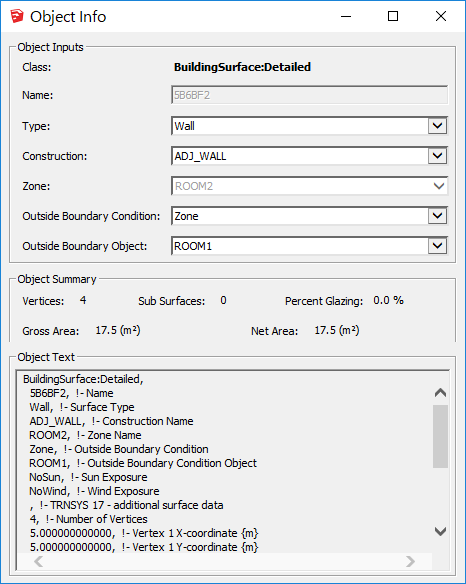 Object Info
Object Inputs
Class: BuildingSurface:Detailed
Name: 5B6BF2
Type: Wall
Construction: ADJ_WALL
Zone: ROOM2
Outside Boundary Condition: Zone
Outside Boundary Object: ROOM1
Object Summary
Vertices: 4 Sub Surfaces: 0 Percent Glazing: 0.0 %
Gross Area: 17.5 (m²) Net Area: 17.5 (m²)
Object Text
BuildingSurface:Detailed,
5B6BF2, !- Name
Wall, !- Surface Type
ADJ_WALL, !- Construction Name
ROOM2, !- Zone Name
Zone, !- Outside Boundary Condition
ROOM1, !- Outside Boundary Condition Object
NoSun, !- Sun Exposure
NoWind, !- Wind Exposure
, !- TRNSYS 17 - additional surface data
4, !- Number of Vertices
5.000000000000, !- Vertex 1 X-coordinate {m}
5.000000000000, !- Vertex 1 Y-coordinate {m}